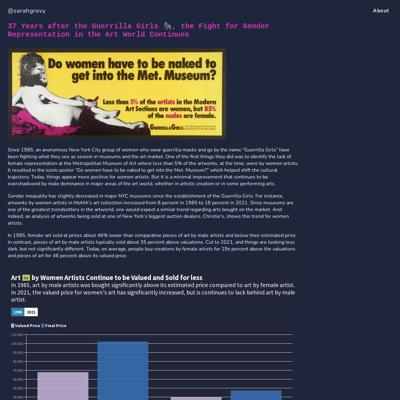 @sarahgrevy
About
37 Years after the Guerrilla Girls 🦍, the Fight for Gender
Representation in the Art World Continues
Do women have to be naked to
get into the Met. Museum?
Less than 5% of the artists in the Modern
Art Sections are women, but 85%
of the nudes are female.
GUERRILLA GIRLS
Since 1985, an anonymous New York City group of women who wear guerrilla masks and go by the name "Guerrilla Girls" have
been fighting what they see as sexism in museums and the art market. One of the first things they did was to identify the lack of
female representation at the Metropolitan Museum of Art where less than 5% of the artworks, at the time, were by women artists.
It resulted in the iconic poster "Do women have to be naked to get into the Met. Museum?" which helped shift the cultural
trajectory. Today, things appear more positive for women artists. But it is a minimal improvement that continues to be
overshadowed by male dominance in major areas of the art world, whether in artistic creation or in some performing arts.
Gender inequality has slightly decreased in major NYC museums since the establishment of the Guerrilla Girls. For instance,
artworks by women artists in MoMA's art collection increased from 8 percent in 1985 to 18 percent in 2021. Since museums are
one of the greatest trendsetters in the artworld, one would expect a similar trend regarding arts bought on the market. And
indeed, an analysis of artworks being sold at one of New York's biggest auction dealers, Christie's, shows this trend for women
artists.
In 1985, female-art sold at prices about 46% lower than comparative pieces of art by male artists and below their estimated price.
In contrast, pieces of art by male artists typically sold about 35 percent above valuations. Cut to 2021, and things are looking less
dark, but not significantly different. Today, on average, people buy creations by female artists for 29x percent above the valuations
and pieces of art for 46 percent above its valued price.
Art 🖼 by Women Artists Continue to be Valued and Sold for less
In 1985, art by male artists was bought significantly above its estimated price compared to art by female artist.
In 2021, the valued price for women's art has significantly increased, but is continues to lack behind art by male
artist.
1985 2021
Valued Price Final Price
110,000
100,000
90,000
80,000
70,000
60,000
50,000
40,000